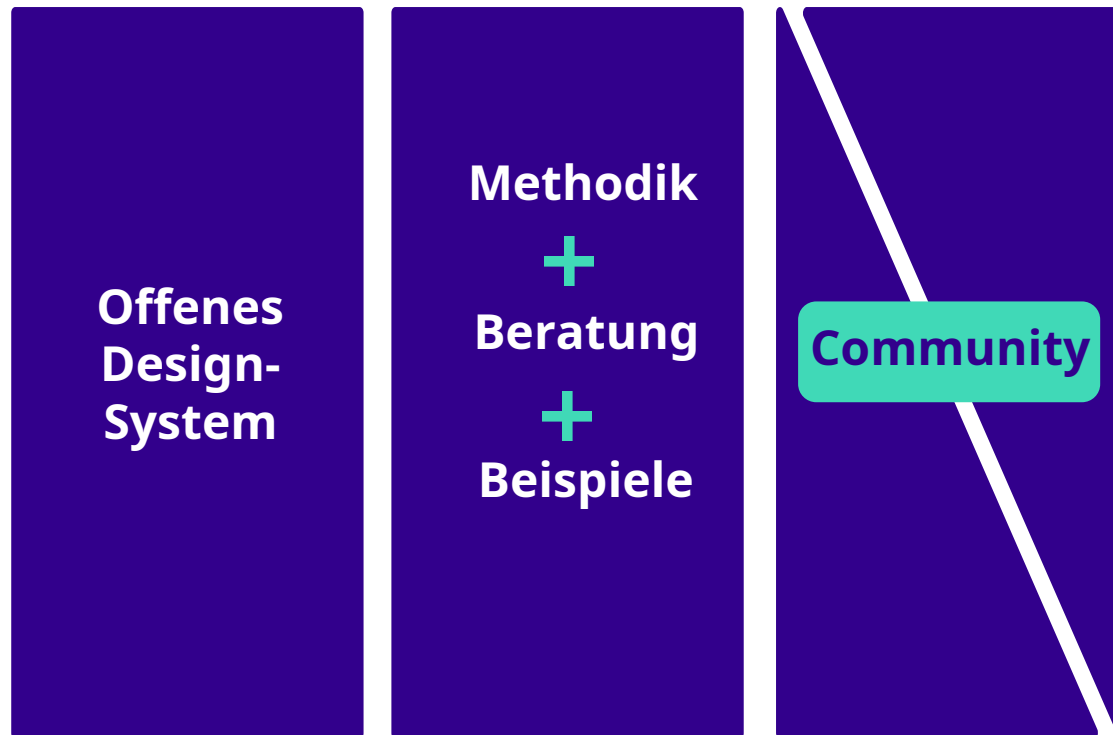 Offenes
Design-
System
Methodik
+
Beratung
+
Beispiele
Community